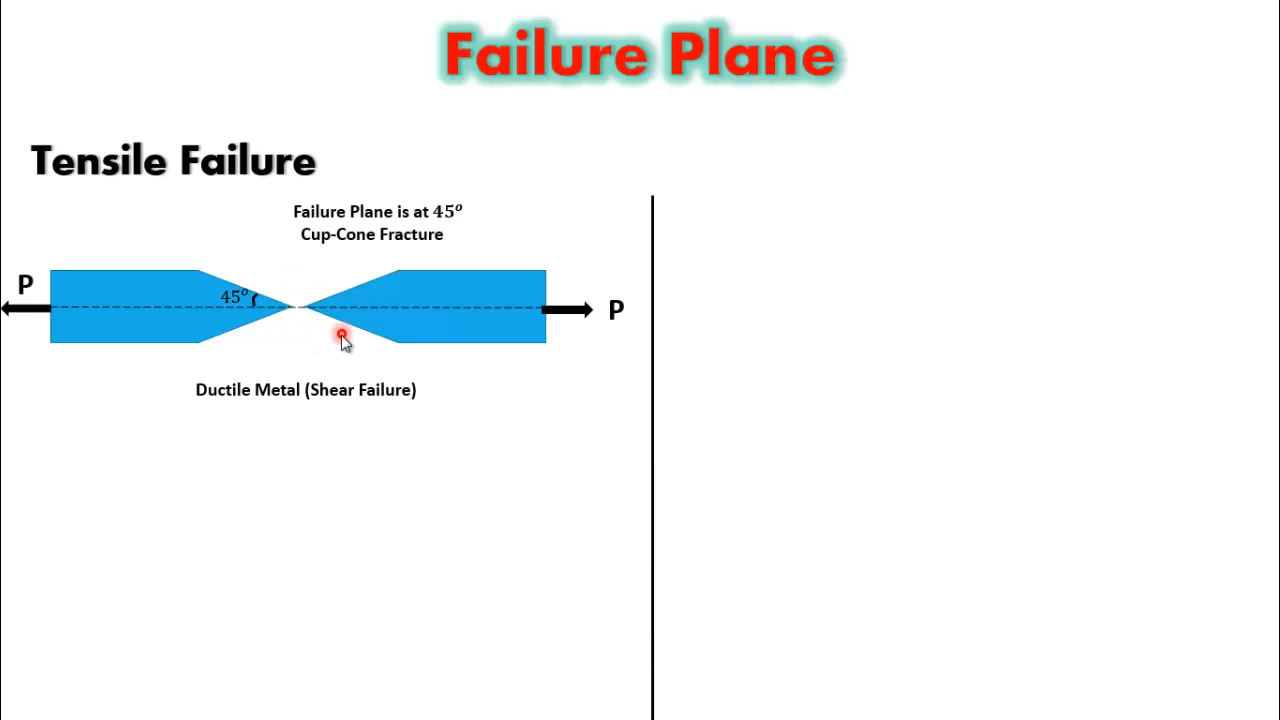 Failure Plane
Tensile Failure
Failure Plane is at 45°
Cup-Cone Fracture
P
45°
P
Ductile Metal (Shear Failure)